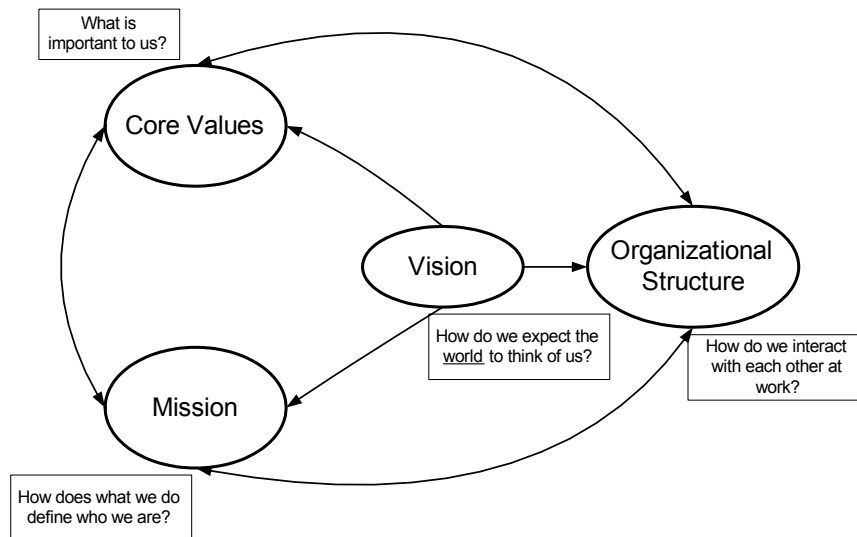 What is
important to us?
Core Values
Vision
Organizational
Structure
How do we expect the
world to think of us?
How do we interact
with each other at
work?
Mission
How does what we do
define who we are?